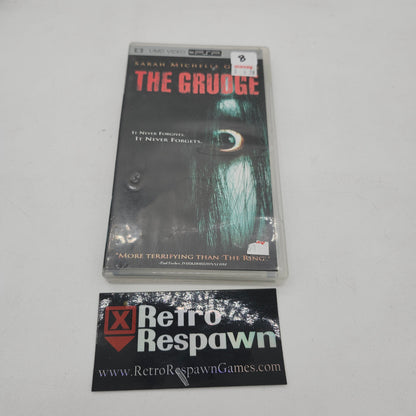 UMD VIDEO PSP
8
SARAH MICHELLE
THE GRUDGE
IT NEVER FORGIVES.
IT NEVER FORGETS.
"MORE TERRIFYING THAN 'THE RING'."
X Retro
Respawn
www.RetroRespawnGames.com